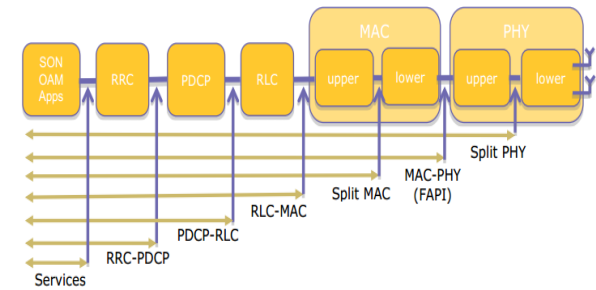 MAC
PHY
SON
OAM
Apps
RRC
PDCP
RLC
upper
lower
upper
lower
Split PHY
MAC-PHY
(FAPI)
Split MAC
RLC-MAC
PDCP-RLC
RRC-PDCP
Services